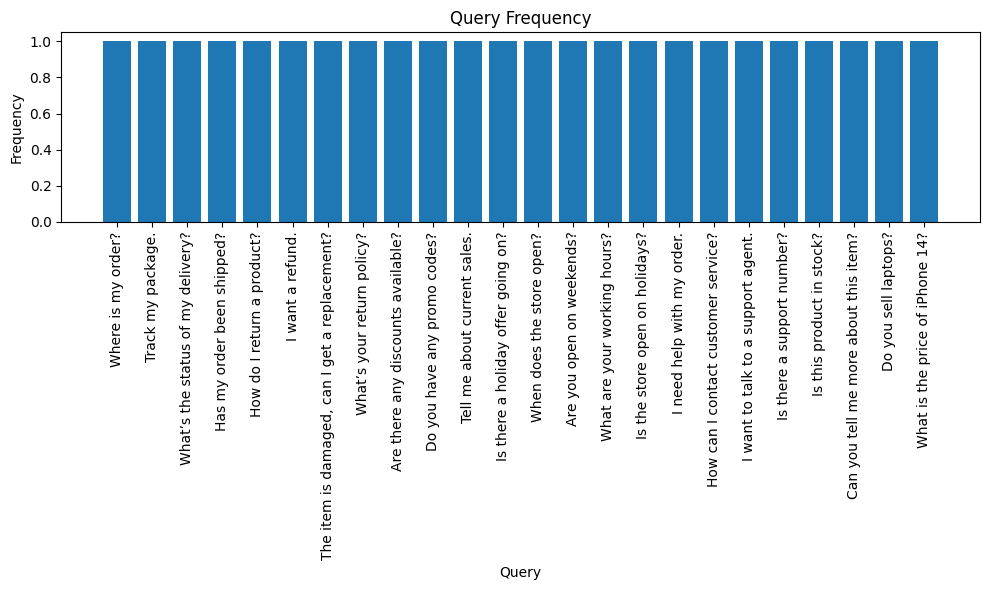 Query Frequency
Frequency
1.0
0.8
0.6
0.4
0.2
0.0
Where is my order?
Track my package.
What’s the status of my delivery?
Has my order been shipped?
How do I return a product?
I want a refund.
The item is damaged, can I get a replacement?
What’s your return policy?
Are there any discounts available?
Do you have any promo codes?
Tell me about current sales.
Is there a holiday offer going on?
When does the store open?
Are you open on weekends?
What are your working hours?
Is the store open on holidays?
I need help with my order.
How can I contact customer service?
I want to talk to a support agent.
Is there a support number?
Is this product in stock?
Can you tell me more about this item?
Do you sell laptops?
What is the price of iPhone 14?
Query